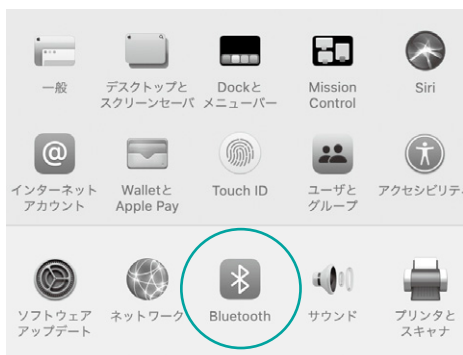 一般
デスクトップと
スクリーンセーバ
Dockと
メニューバー
Mission
Control
Siri
インターネット
アカウント
Walletと
Apple Pay
Touch ID
ユーザと
グループ
アクセシビリティ
ソフトウェア
アップデート
ネットワーク
Bluetooth
サウンド
プリンタと
スキャナ